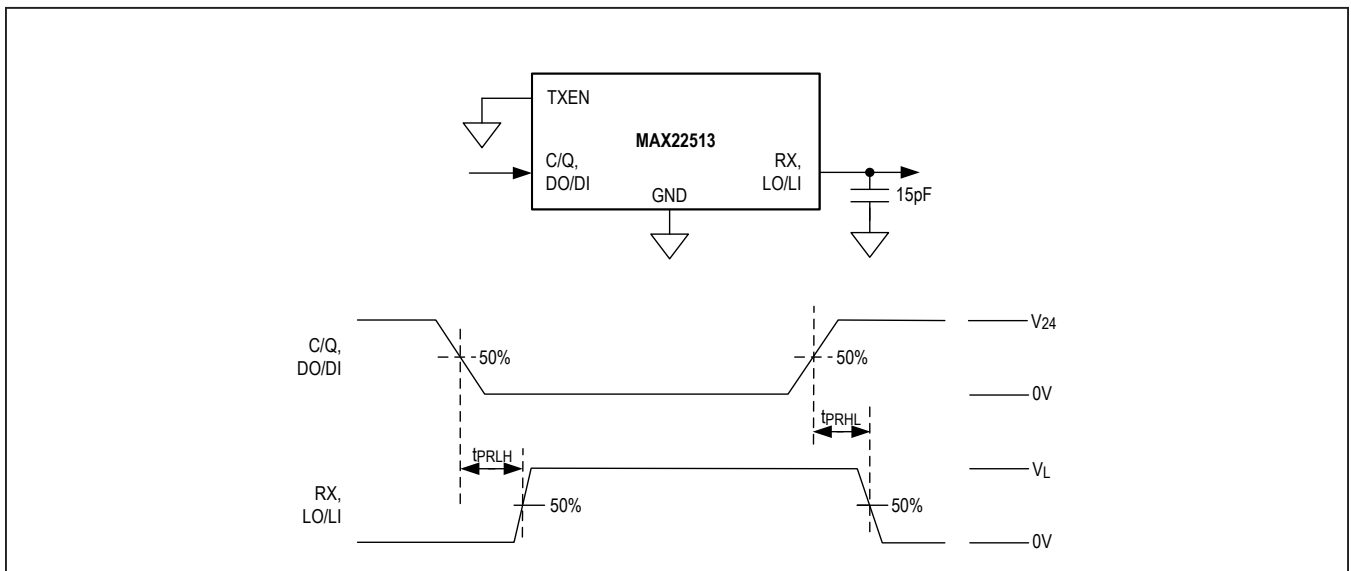 TXEN
MAX22513
C/Q,
DO/DI
RX,
LO/LI
GND
15pF
C/Q,
DO/DI
50%
50%
V24
0V
tPRHL
tPRLH
VL
RX,
LO/LI
50%
50%
0V